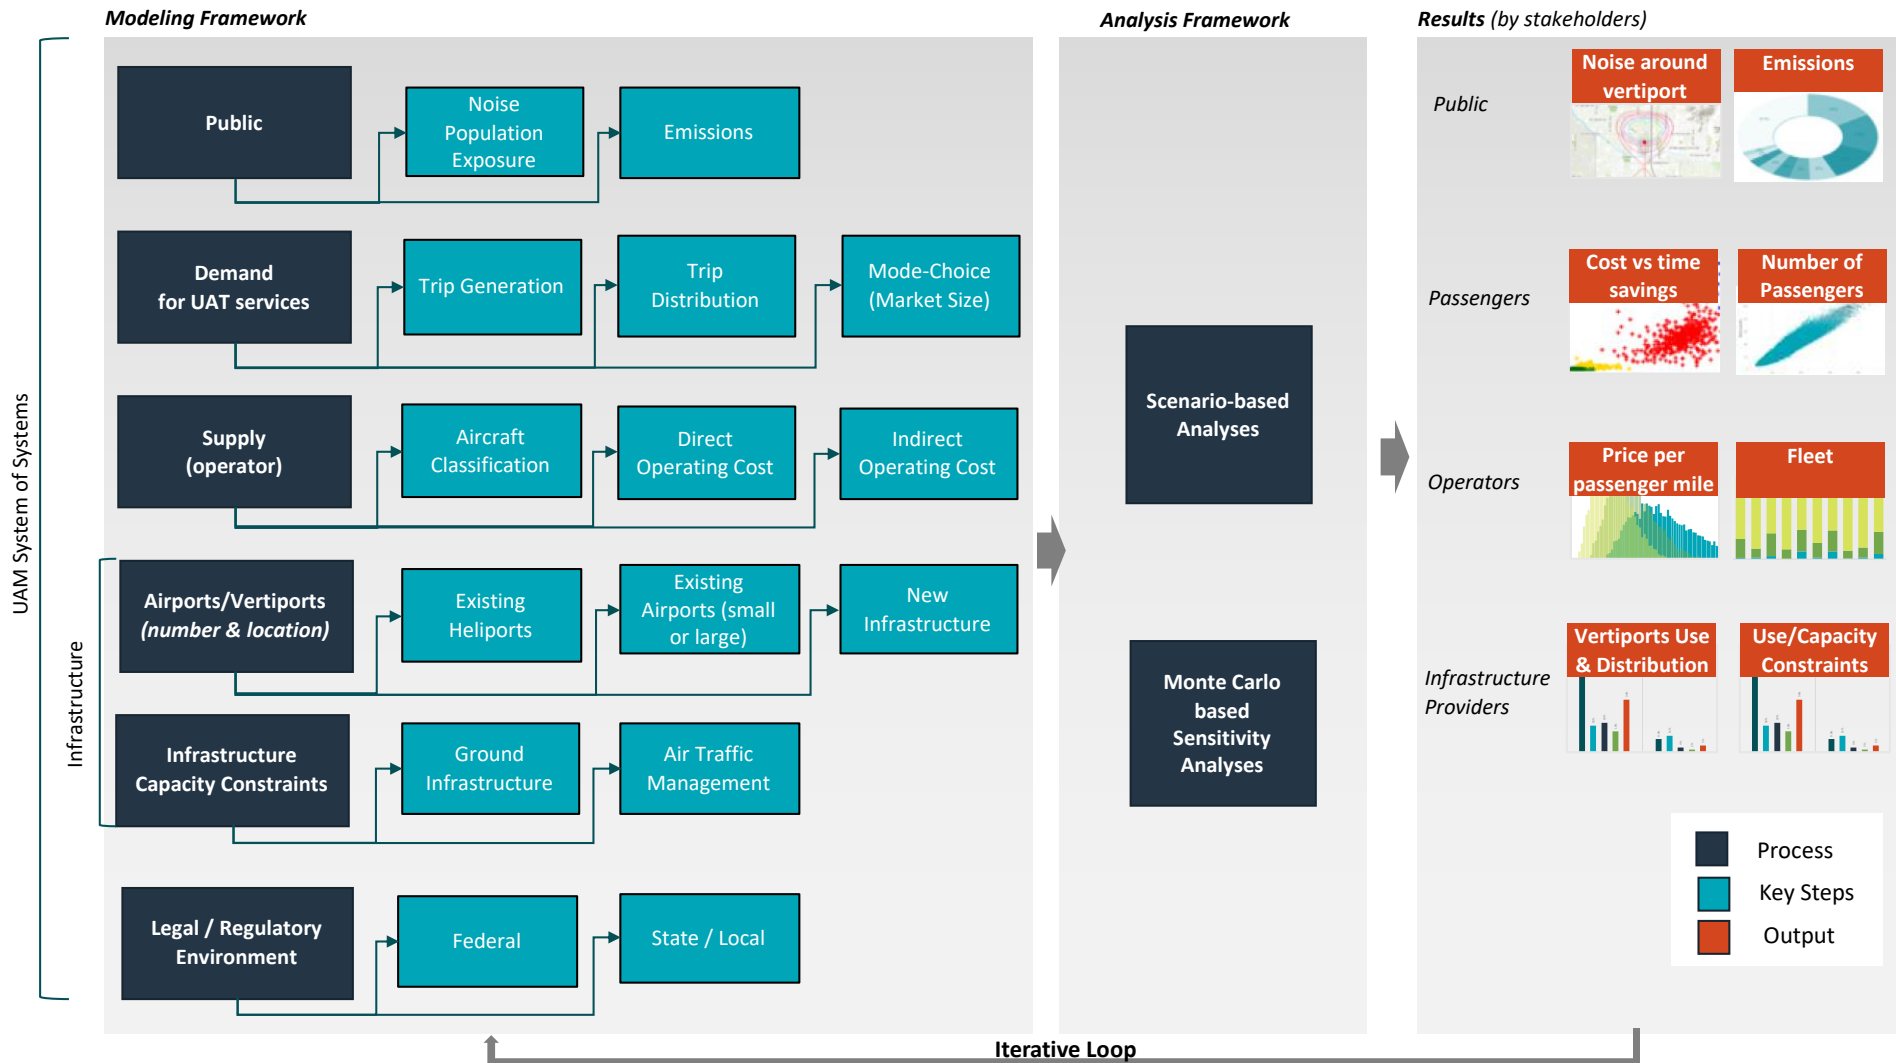 Modeling Framework
Analysis Framework
Results (by stakeholders)
UAM System of Systems
Infrastructure
Public
Noise
Population
Exposure
Emissions
Demand
for UAT services
Trip Generation
Trip
Distribution
Mode-Choice
(Market Size)
Supply
(operator)
Aircraft
Classification
Direct
Operating Cost
Indirect
Operating Cost
Airports/Vertiports
(number & location)
Existing
Heliports
Existing
Airports (small
or large)
New
Infrastructure
Infrastructure
Capacity Constraints
Ground
Infrastructure
Air Traffic
Management
Legal / Regulatory
Environment
Federal
State / Local
Scenario-based
Analyses
Monte Carlo
based
Sensitivity
Analyses
Public
Noise around
vertiport
Emissions
Passengers
Cost vs time
savings
Number of
Passengers
Operators
Price per
passenger mile
Fleet
Infrastructure
Providers
Vertiports Use
& Distribution
Use/Capacity
Constraints
Process
Key Steps
Output
Iterative Loop